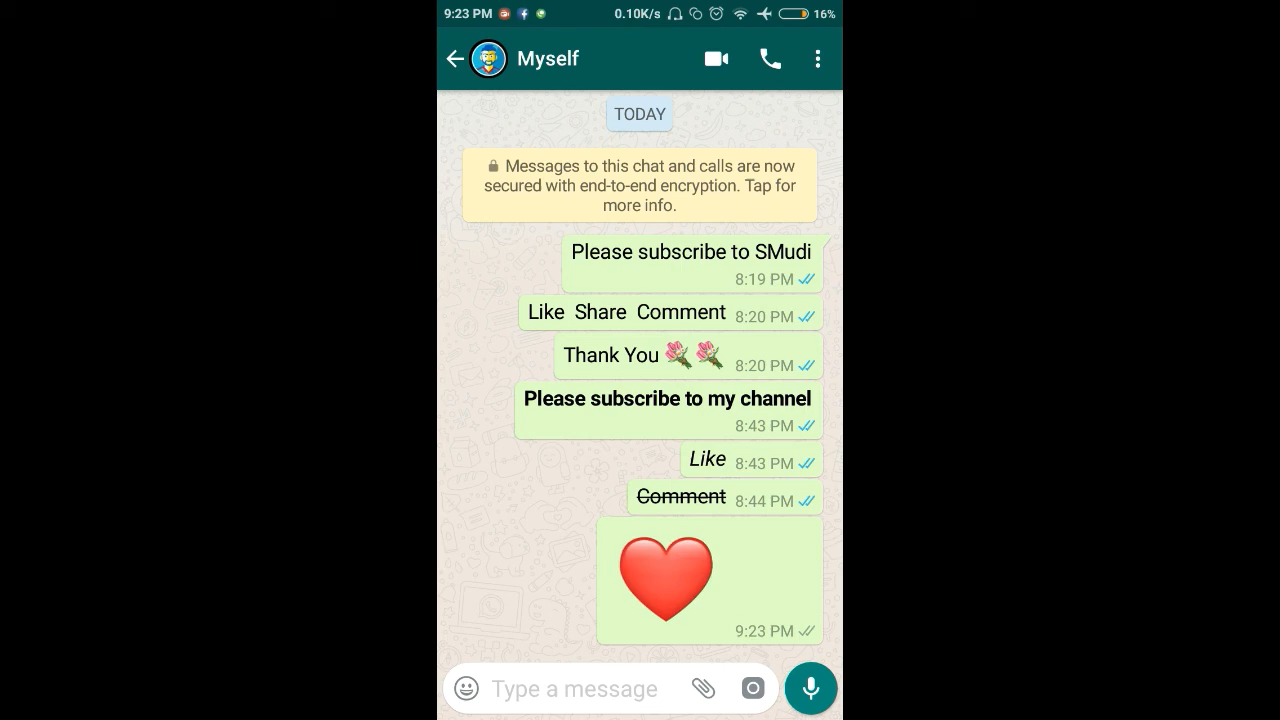 9:23 PM 0.10K/s 16%
Myself
TODAY
Messages to this chat and calls are now
secured with end-to-end encryption. Tap for
more info.
Please subscribe to SMudi
8:19 PM
Like Share Comment 8:20 PM
Thank You 💐💐 8:20 PM
Please subscribe to my channel
8:43 PM
Like 8:43 PM
Comment 8:44 PM
9:23 PM
Type a message